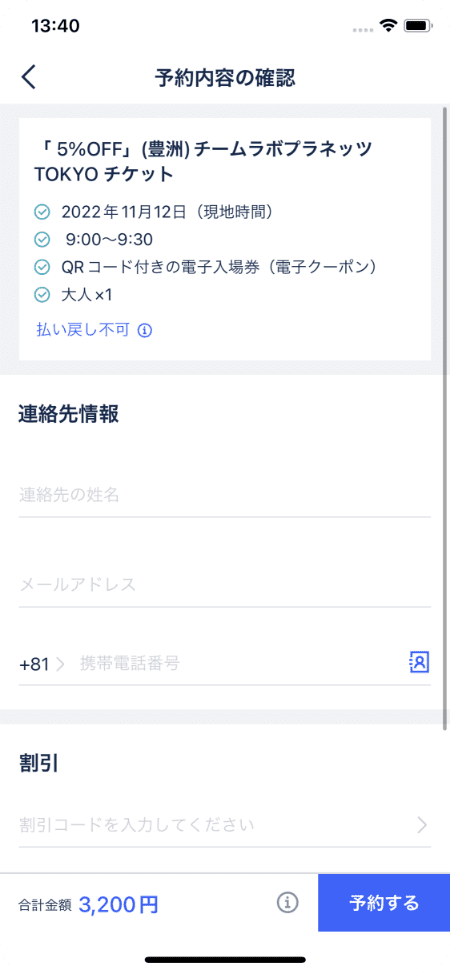 13:40
予約内容の確認
「 5%OFF」(豊洲)チームラボプラネッツ
TOKYO チケット
2022年11月12日（現地時間）
9:00〜9:30
QRコード付きの電子入場券（電子クーポン）
大人×1
払い戻し不可
連絡先情報
連絡先の姓名
メールアドレス
+81 携帯電話番号
割引
割引コードを入力してください
合計金額 3,200円 予約する